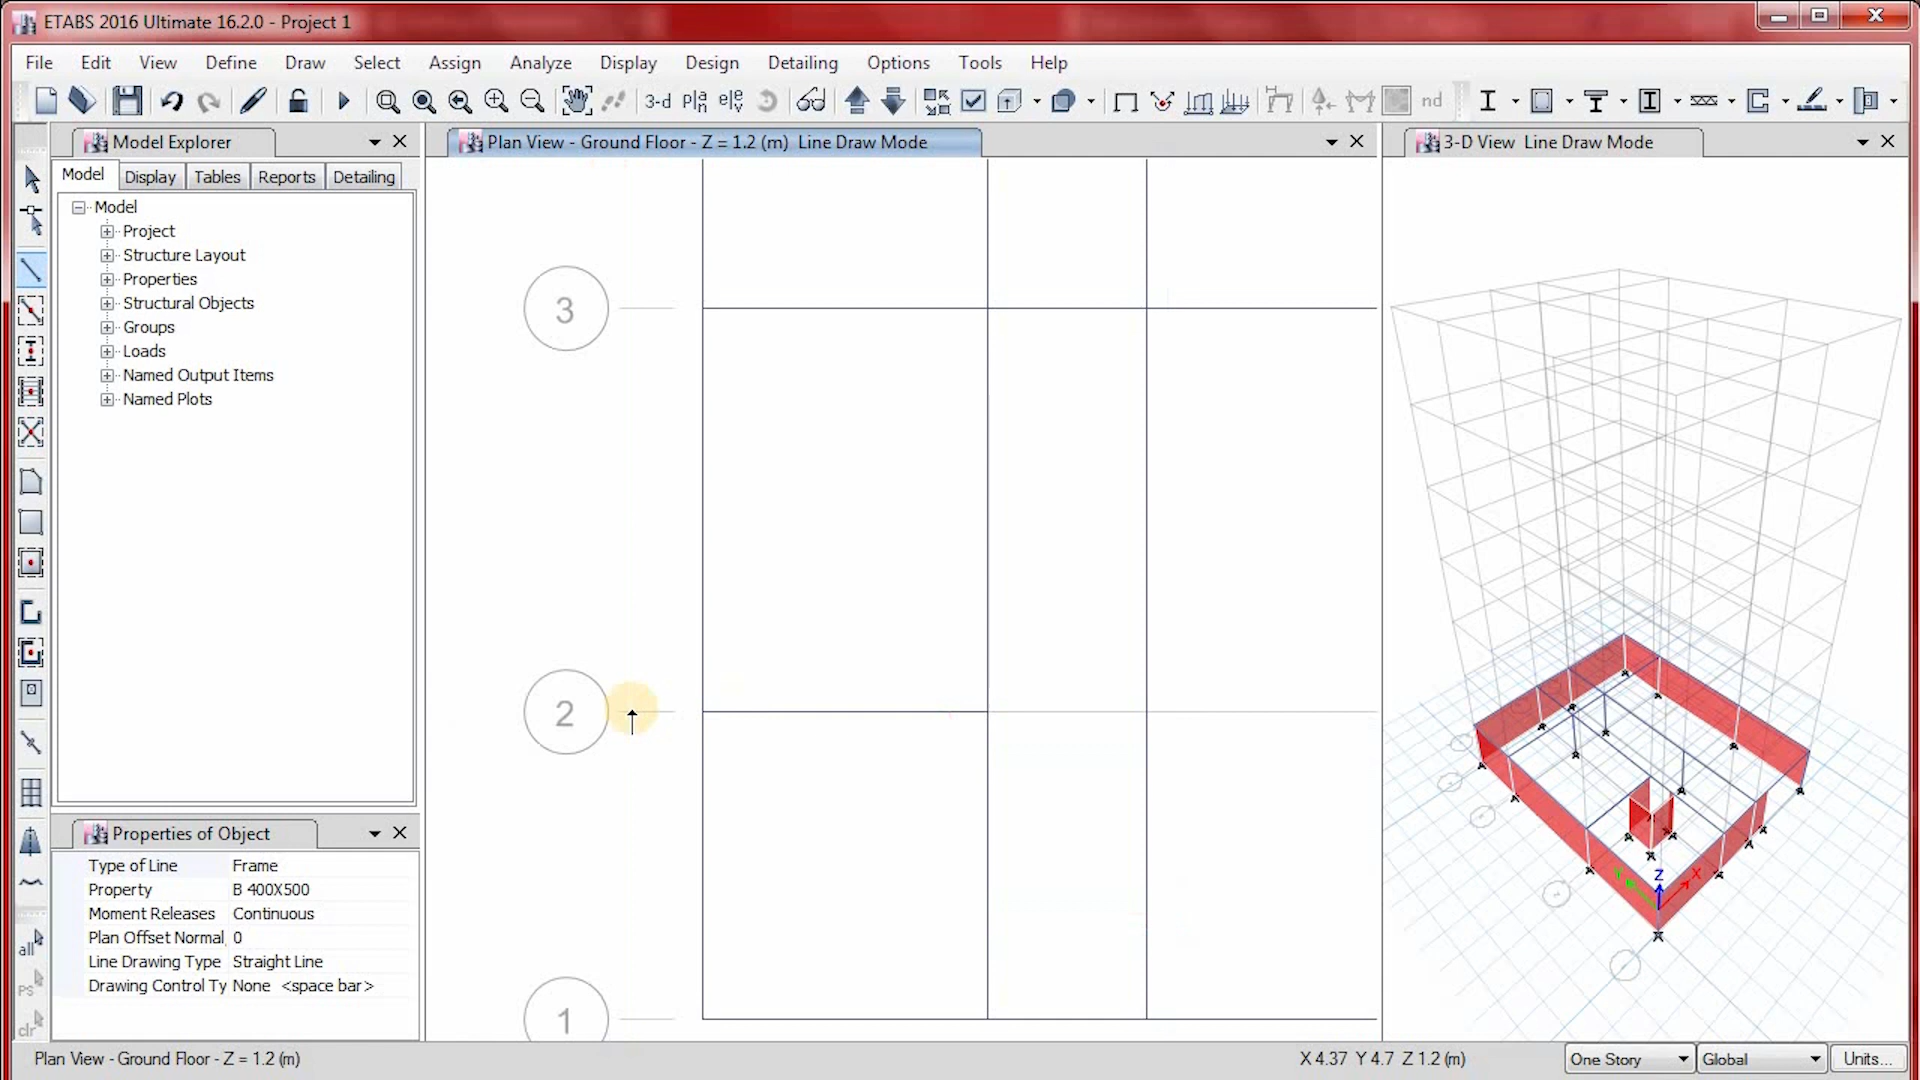 ETABS 2016 Ultimate 16.2.0 - Project 1
File Edit View Define Draw Select Assign Analyze Display Design Detailing Options Tools Help
3-d nd
Model Explorer
Plan View - Ground Floor - Z = 1.2 (m) Line Draw Mode
3-D View Line Draw Mode
Model Display Tables Reports Detailing
Model
Project
Structure Layout
Properties
Structural Objects
Groups
Loads
Named Output Items
Named Plots
3
2
1
Z
X
Y
Properties of Object
Type of Line Frame
Property B 400X500
Moment Releases Continuous
Plan Offset Normal, 0
Line Drawing Type Straight Line
Drawing Control Ty None <space bar>
all
PS
clr
Plan View - Ground Floor - Z = 1.2 (m)
X 4.37 Y 4.7 Z 1.2 (m)
One Story
Global
Units...